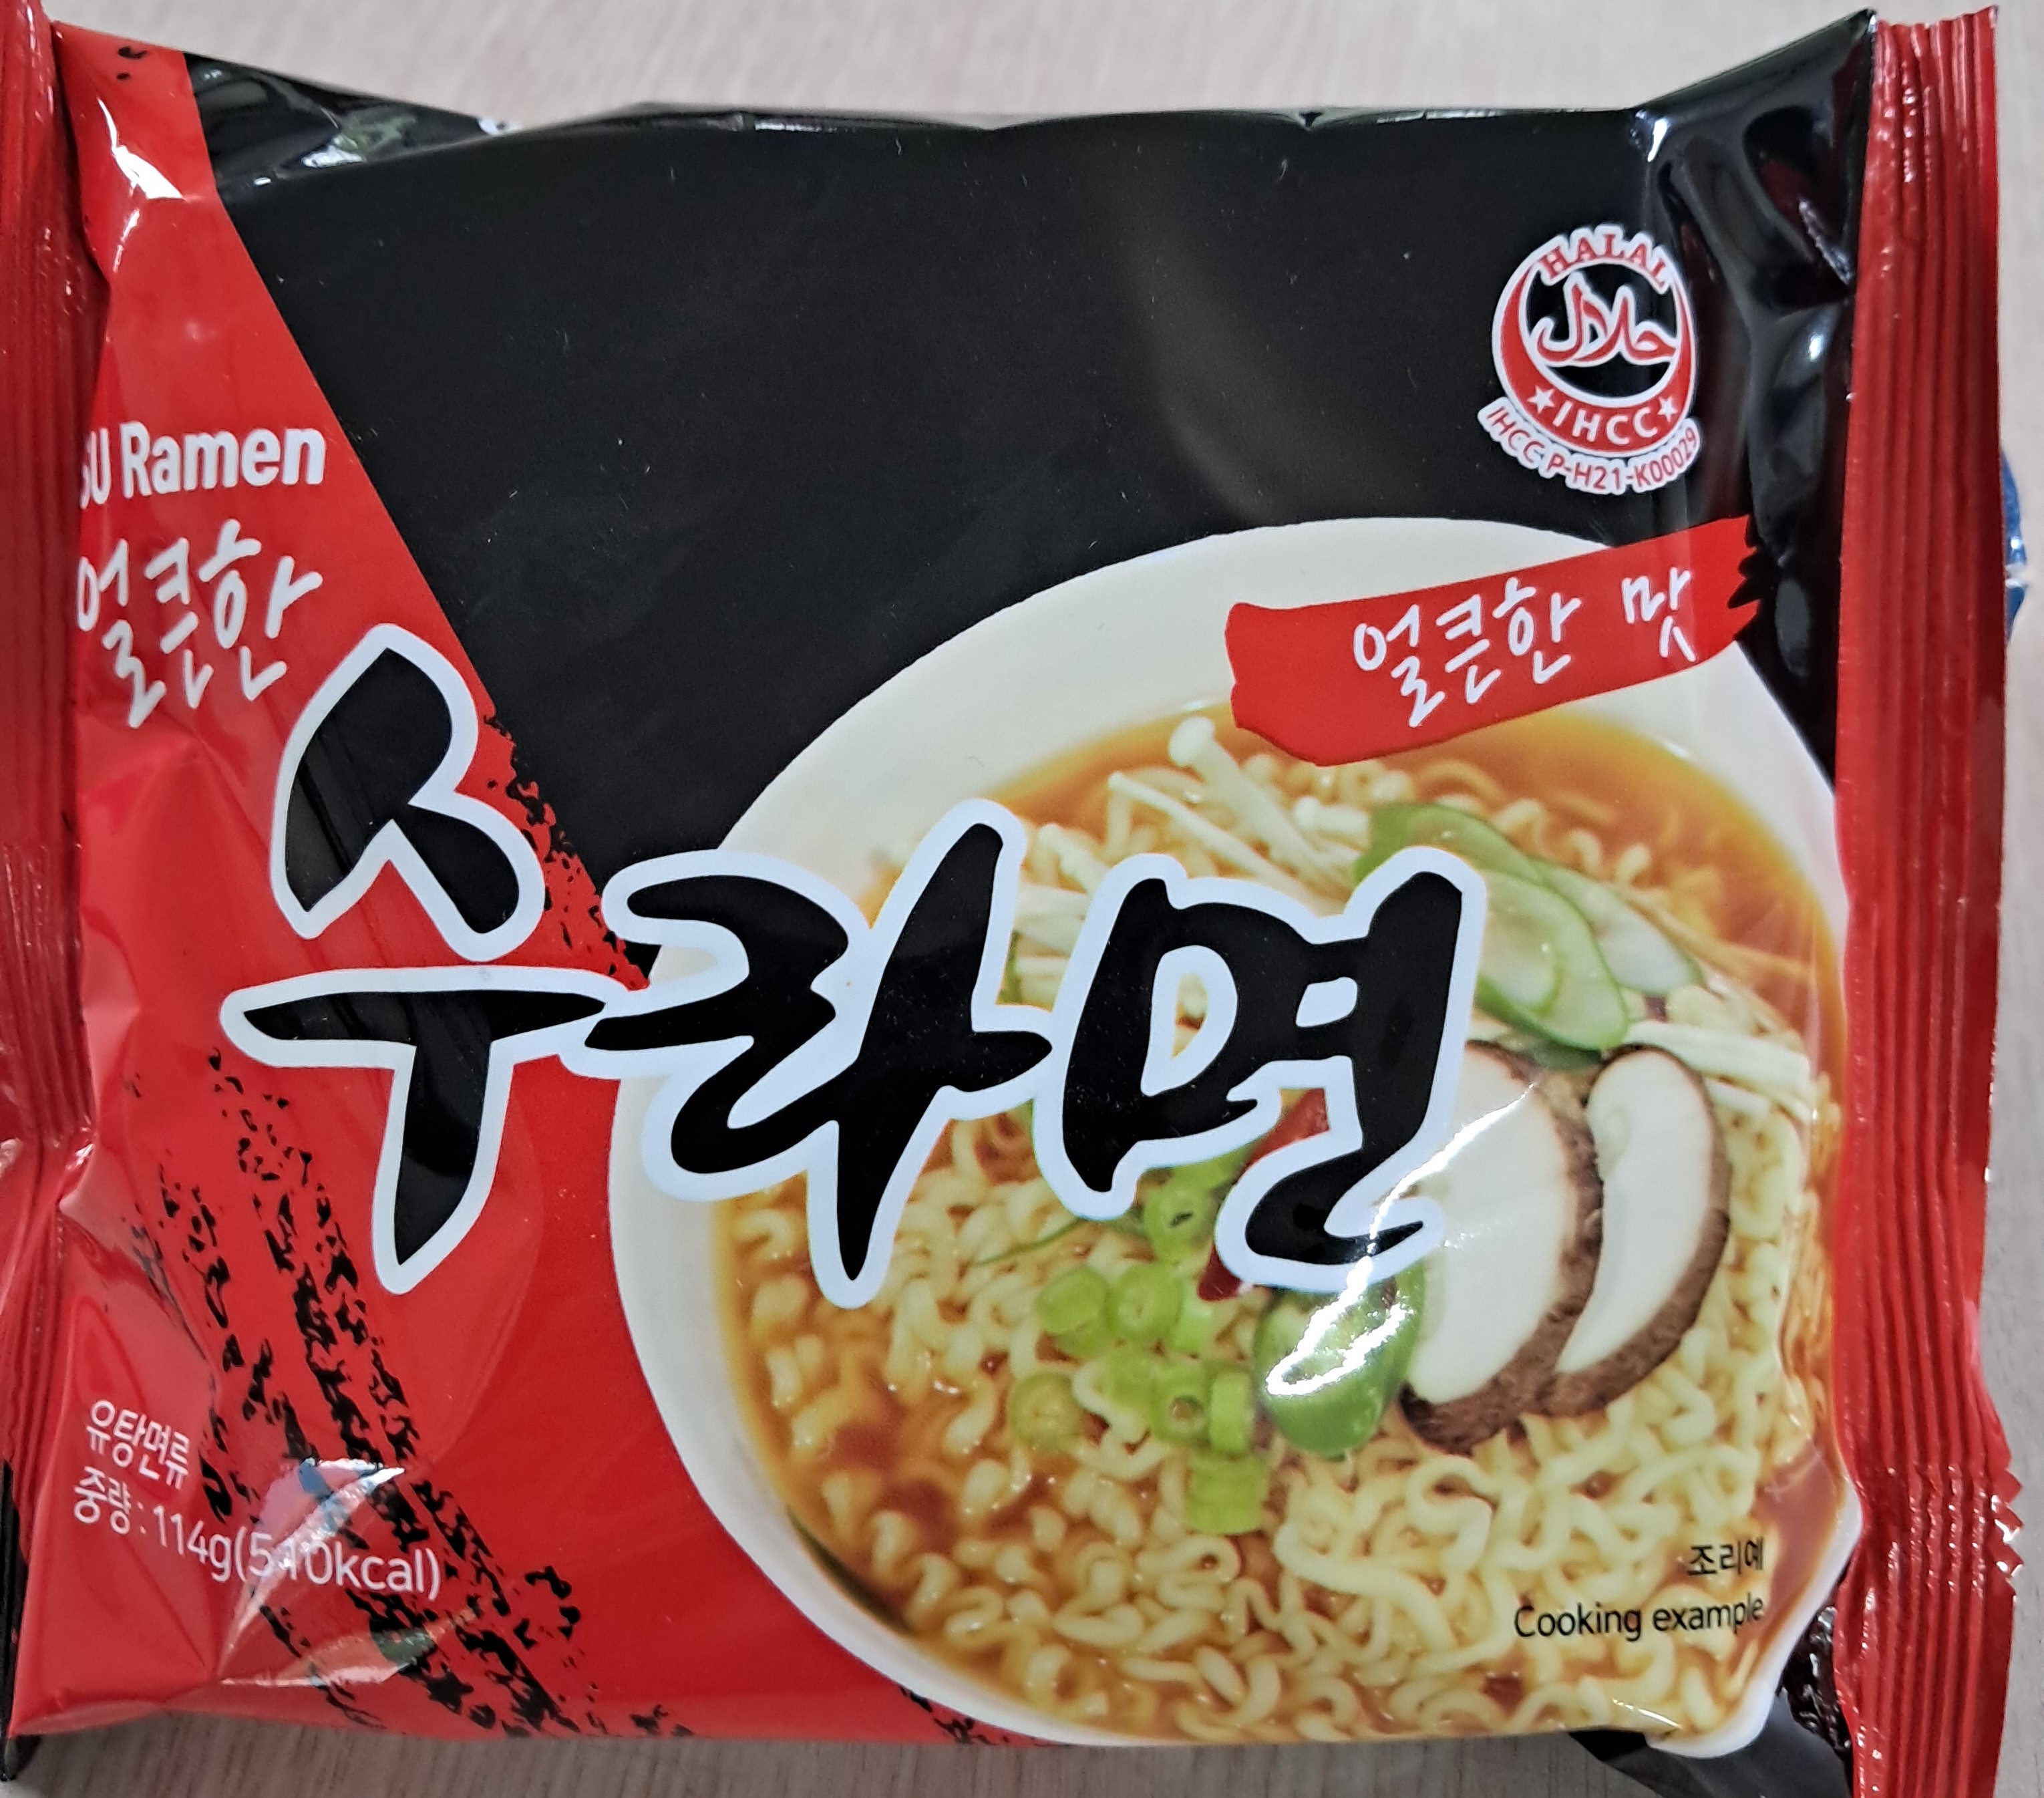 HALAL
حلال
★IHCC★
IHCC-P-H21-K00029
SU Ramen
얼큰한
얼큰한 맛
수라면
유탕면류
중량 : 114g(510kcal)
조리예
Cooking example